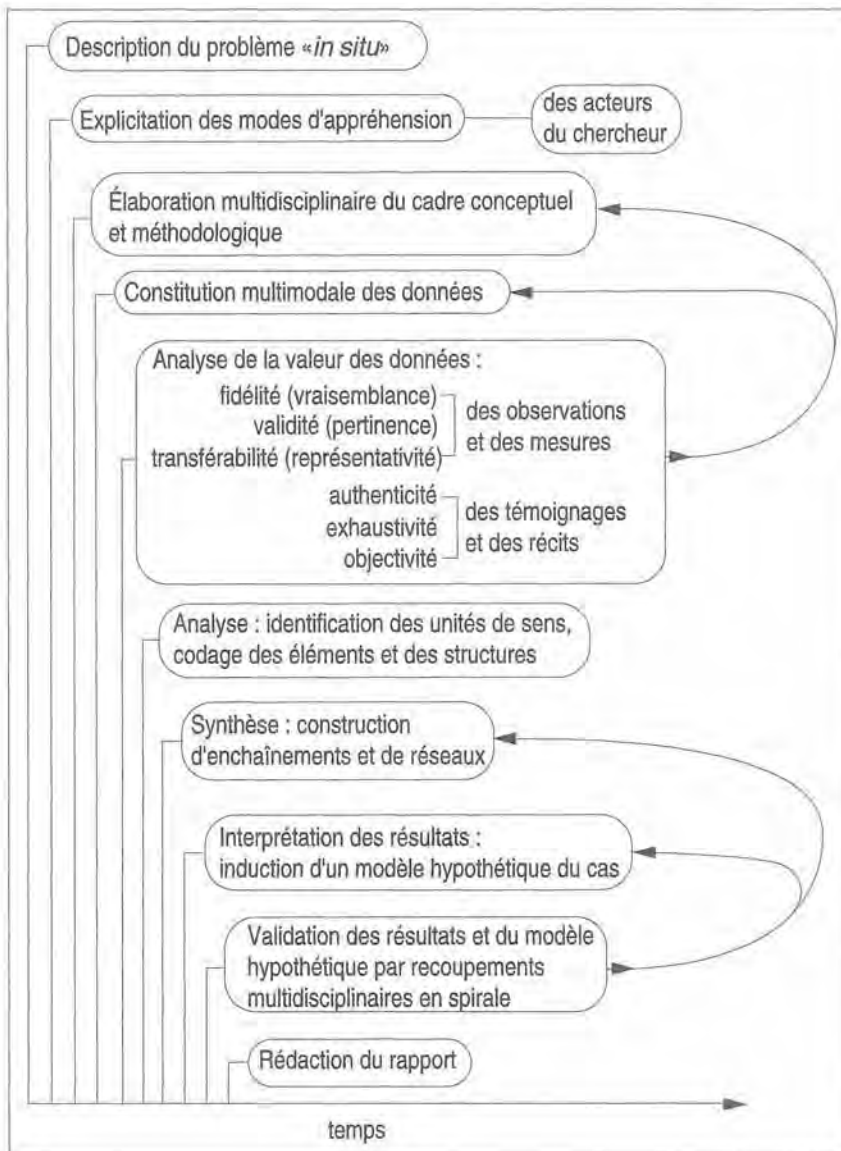 Description du problème «in situ»
Explicitation des modes d'appréhension
des acteurs
du chercheur
Élaboration multidisciplinaire du cadre conceptuel
et méthodologique
Constitution multimodale des données
Analyse de la valeur des données :
fidélité (vraisemblance)
validité (pertinence)
transférabilité (représentativité)
des observations
et des mesures
authenticité
exhaustivité
objectivité
des témoignages
et des récits
Analyse : identification des unités de sens,
codage des éléments et des structures
Synthèse : construction
d'enchaînements et de réseaux
Interprétation des résultats :
induction d'un modèle hypothétique du cas
Validation des résultats et du modèle
hypothétique par recoupements
multidisciplinaires en spirale
Rédaction du rapport
temps